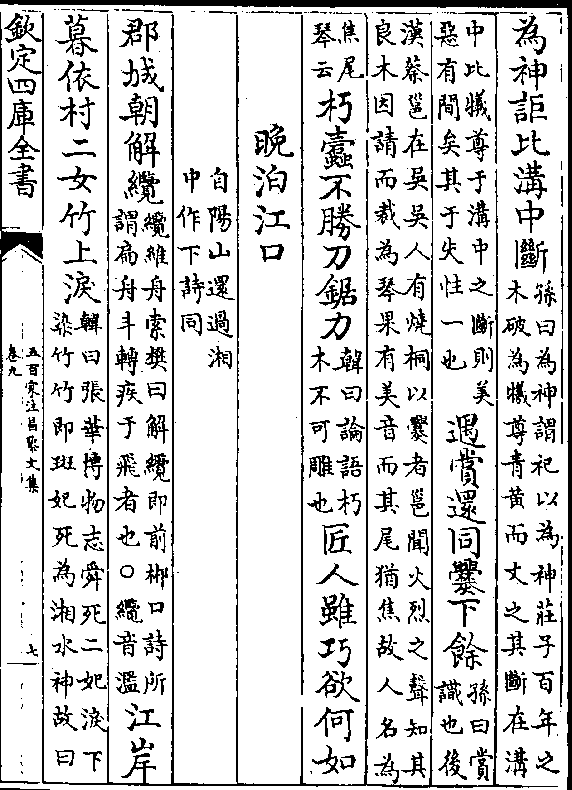 為神詎比溝中斷孫曰為神謂祀以為神莊子百年之木破為犧尊青黄而文之其斷在溝
中比犧尊于溝中之斷則美惡有間矣其于失性一也遇賞還同爨下餘孫曰賞識也後
漢蔡邕在吳吳人有燒桐以爨者邕聞火烈之聲知其良木因請而裁為琴果有美音而其尾猶焦故人名為
焦尾琴云朽蠹不勝刀鋸力韓曰論語朽木不可雕也匠人雖巧欲何如
晚泊江口
自陽山還過湘中作下詩同
郡城朝解纜纜維舟索樊曰解纜即前郴口詩所謂扁舟斗轉疾于飛者也○纜音濫江岸
暮依村二女竹上淚韓曰張華博物志舜死二妃淚下染竹竹即斑妃死為湘水神故曰
欽定四庫全書
五百家注昌黎文集
卷九
七